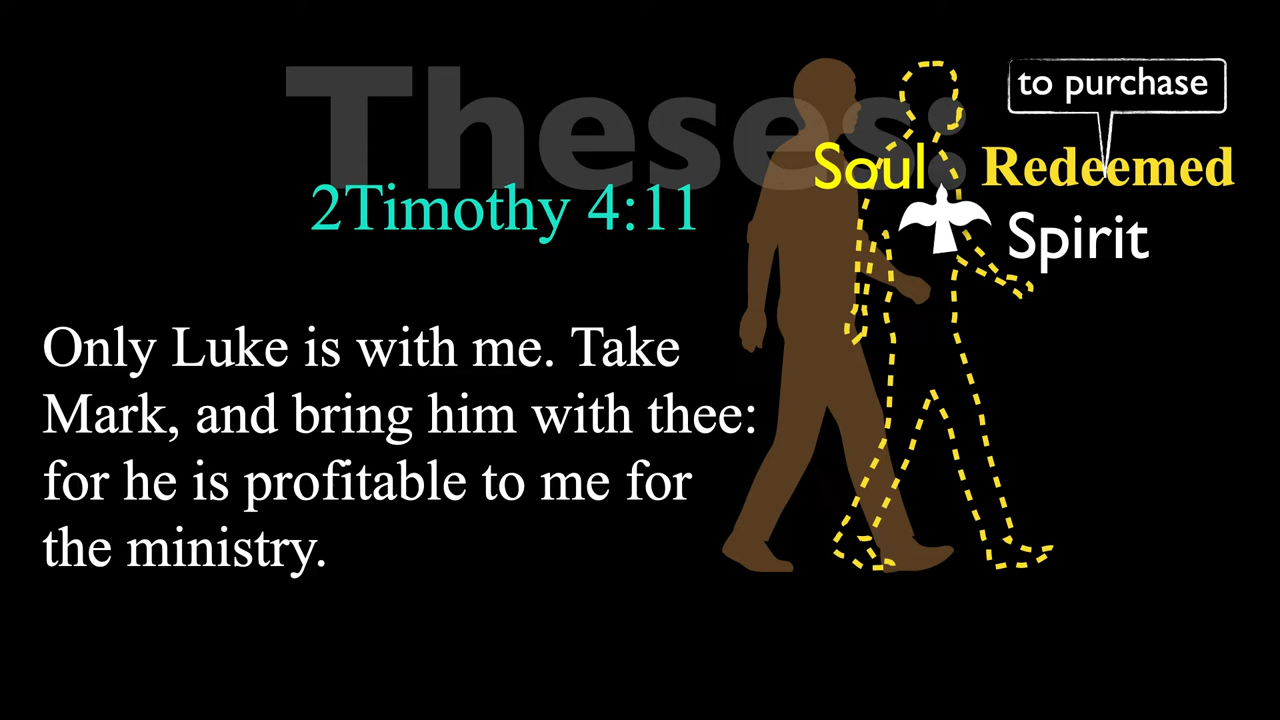 Theses:
to purchase
Soul
Redeemed
2Timothy 4:11
Spirit
Only Luke is with me. Take
Mark, and bring him with thee:
for he is profitable to me for
the ministry.